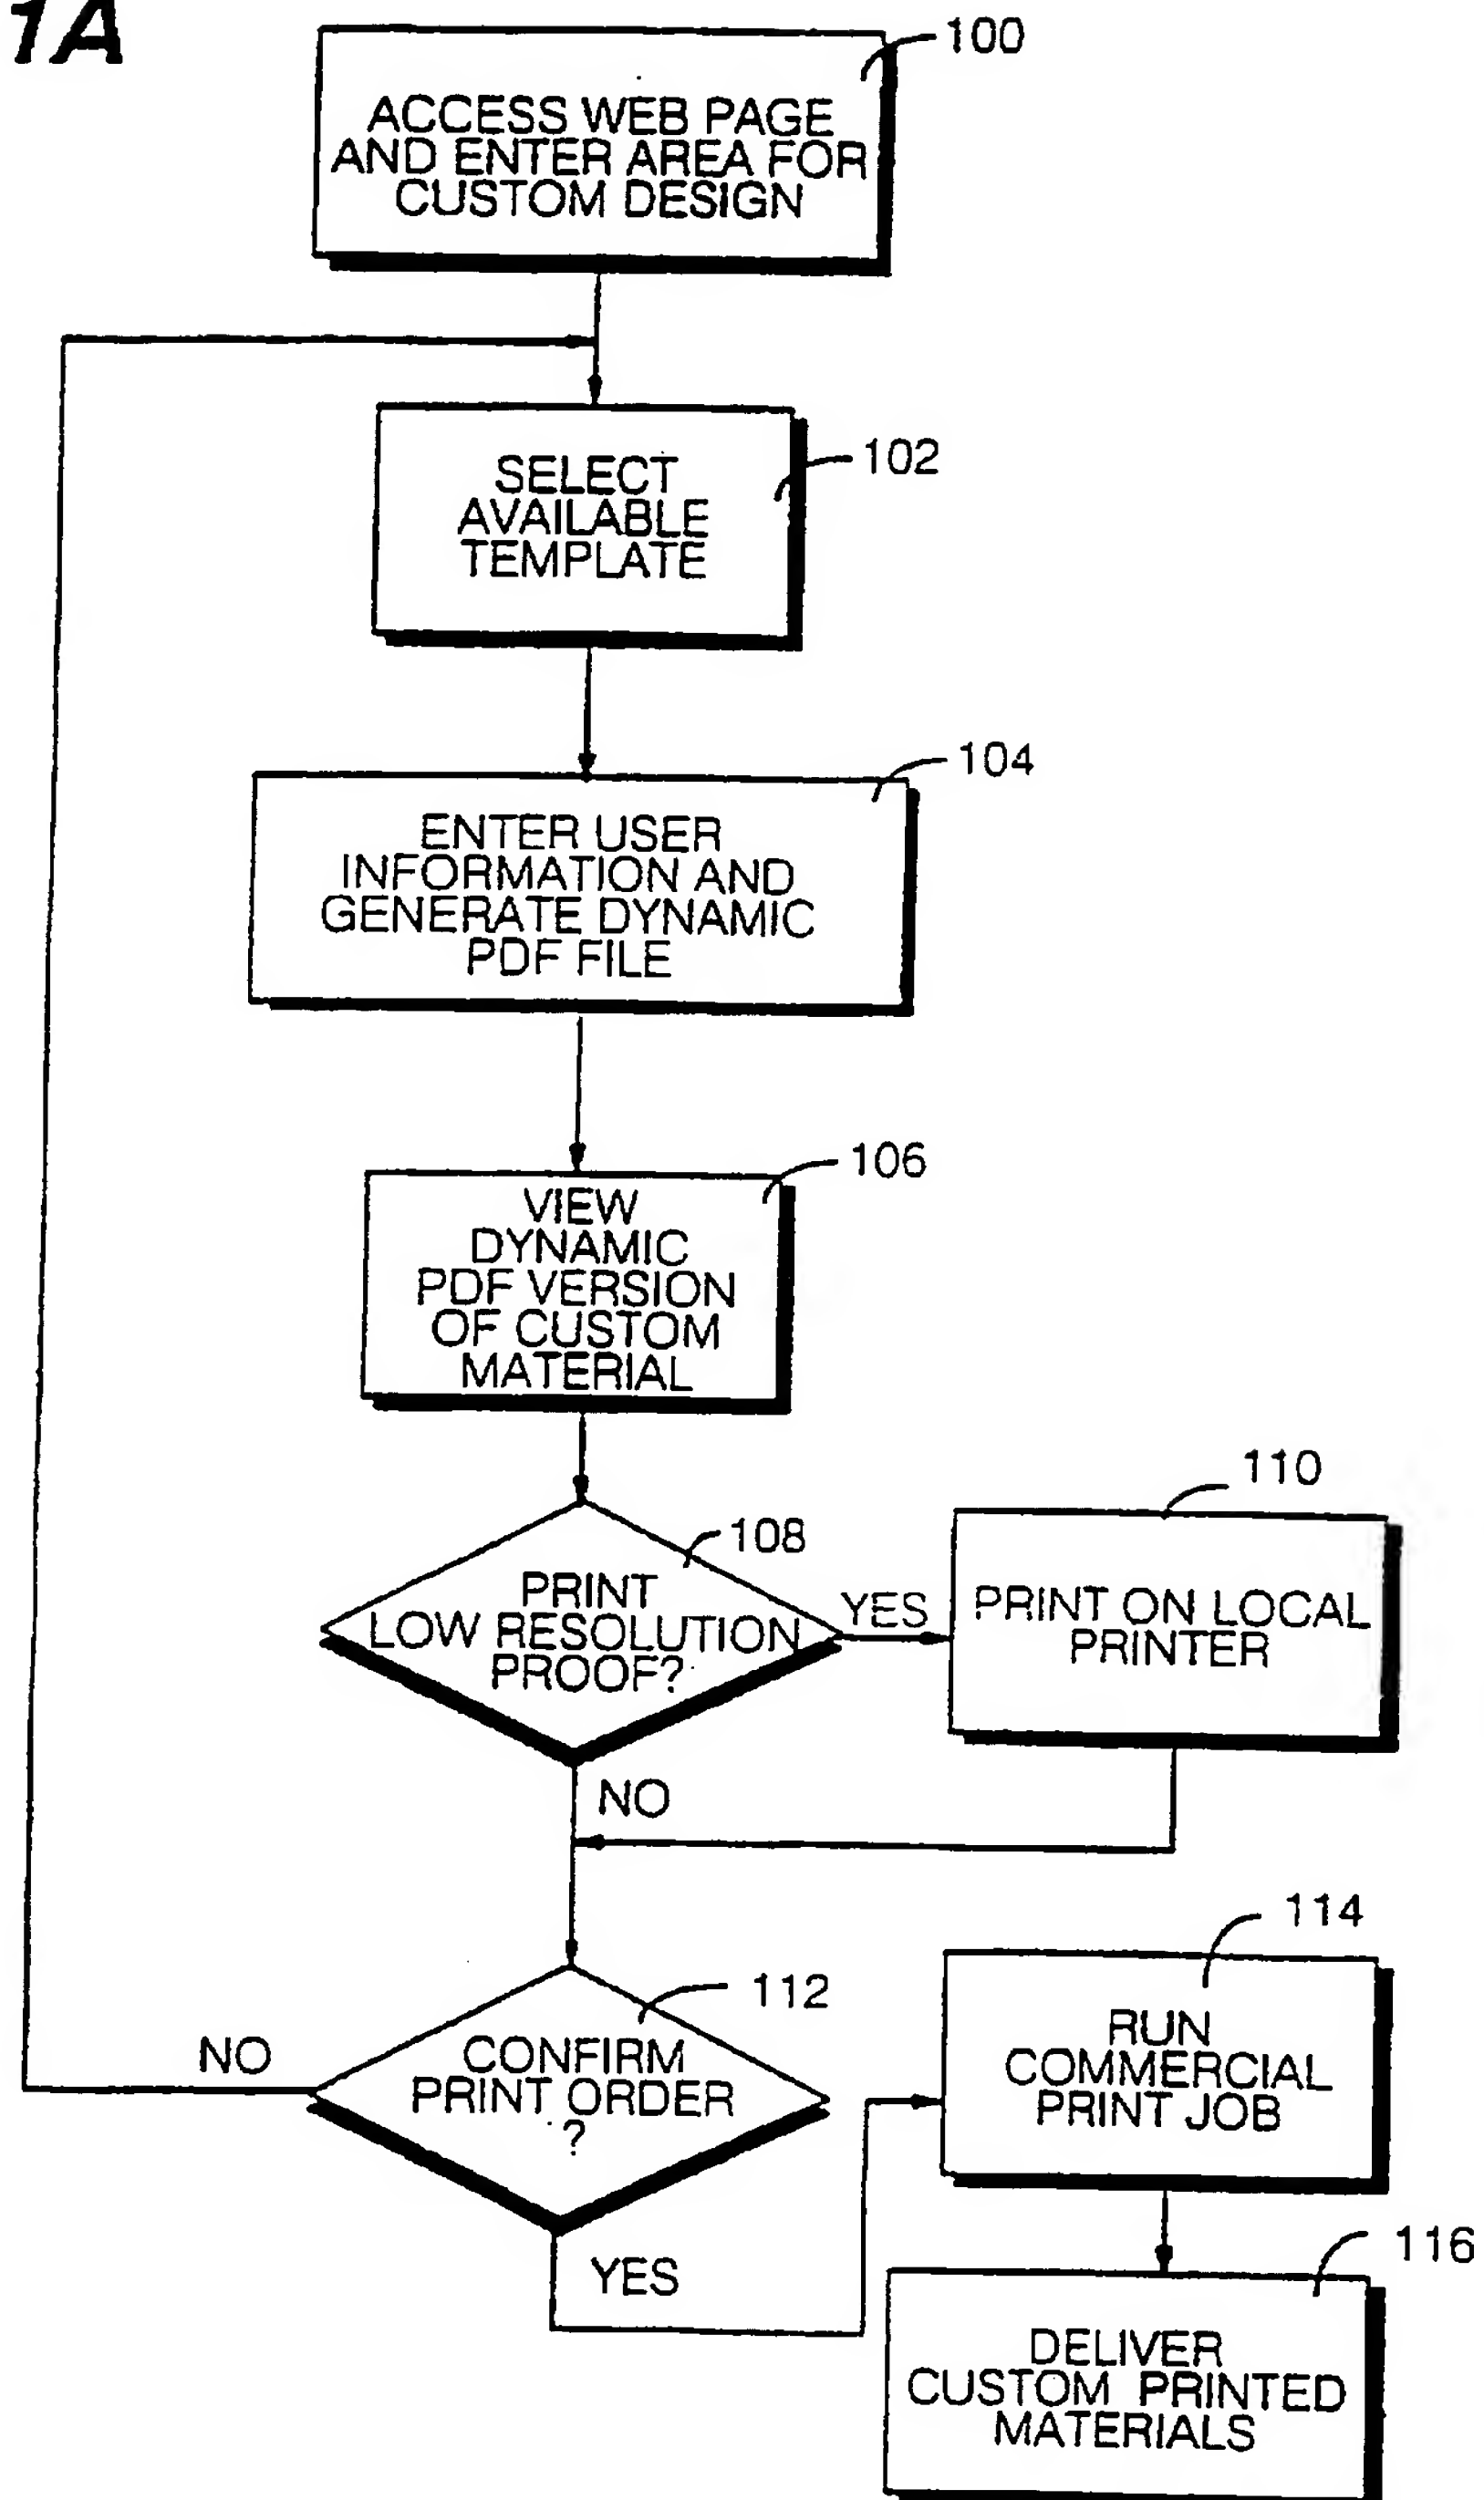 1A
100
ACCESS WEB PAGE
AND ENTER AREA FOR
CUSTOM DESIGN
102
SELECT
AVAILABLE
TEMPLATE
104
ENTER USER
INFORMATION AND
GENERATE DYNAMIC
PDF FILE
106
VIEW
DYNAMIC
PDF VERSION
OF CUSTOM
MATERIAL
108
PRINT
LOW RESOLUTION
PROOF?
YES
110
PRINT ON LOCAL
PRINTER
NO
112
CONFIRM
PRINT ORDER
?
NO
YES
114
RUN
COMMERCIAL
PRINT JOB
116
DELIVER
CUSTOM PRINTED
MATERIALS